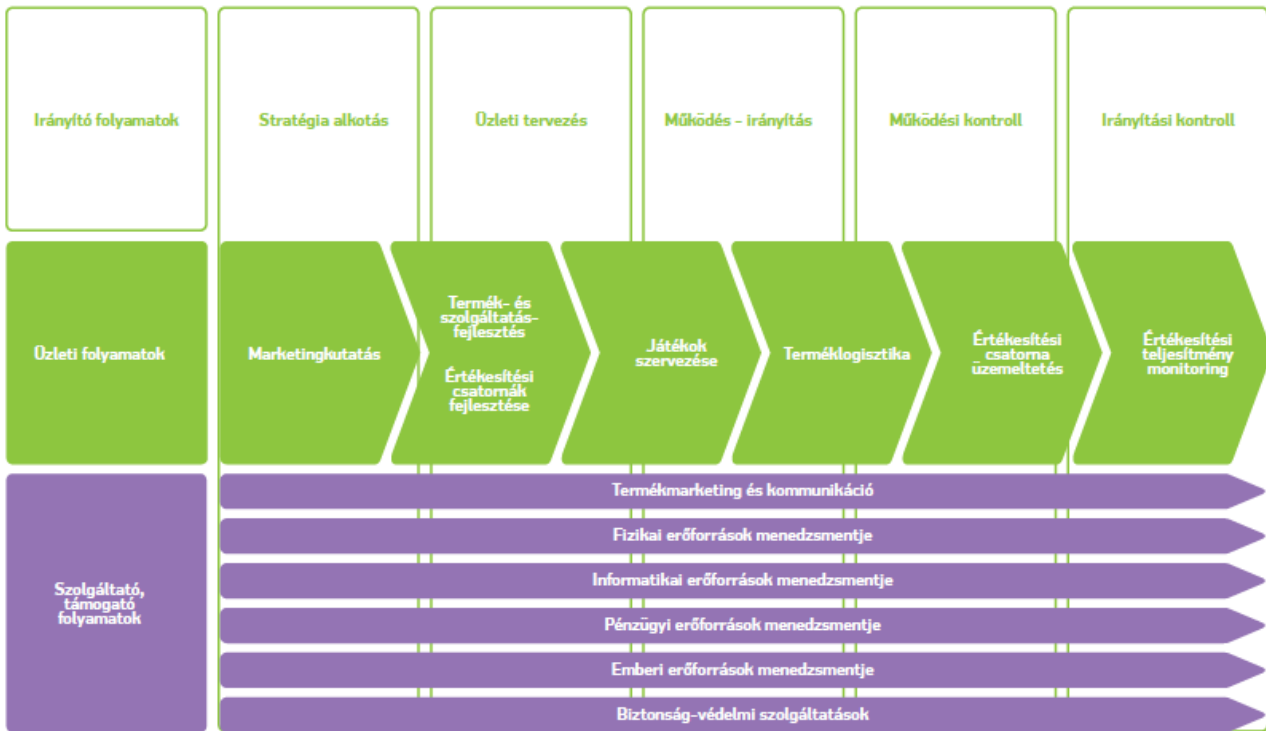 Irányító folyamatok
Stratégia alkotás
Üzleti tervezés
Működés - irányítás
Működési kontroll
Irányítási kontroll
Üzleti folyamatok
Marketingkutatás
Termék- és
szolgáltatás-
fejlesztés
Értékesítési
csatornák
fejlesztése
Játékok
szervezése
Terméklogisztika
Értékesítési
csatorna
üzemeltetés
Értékesítési
teljesítmény
monitoring
Szolgáltató,
támogató
folyamatok
Termékmarketing és kommunikáció
Fizikai erőforrások menedzsmentje
Informatikai erőforrások menedzsmentje
Pénzügyi erőforrások menedzsmentje
Emberi erőforrások menedzsmentje
Biztonság-védelmi szolgáltatások